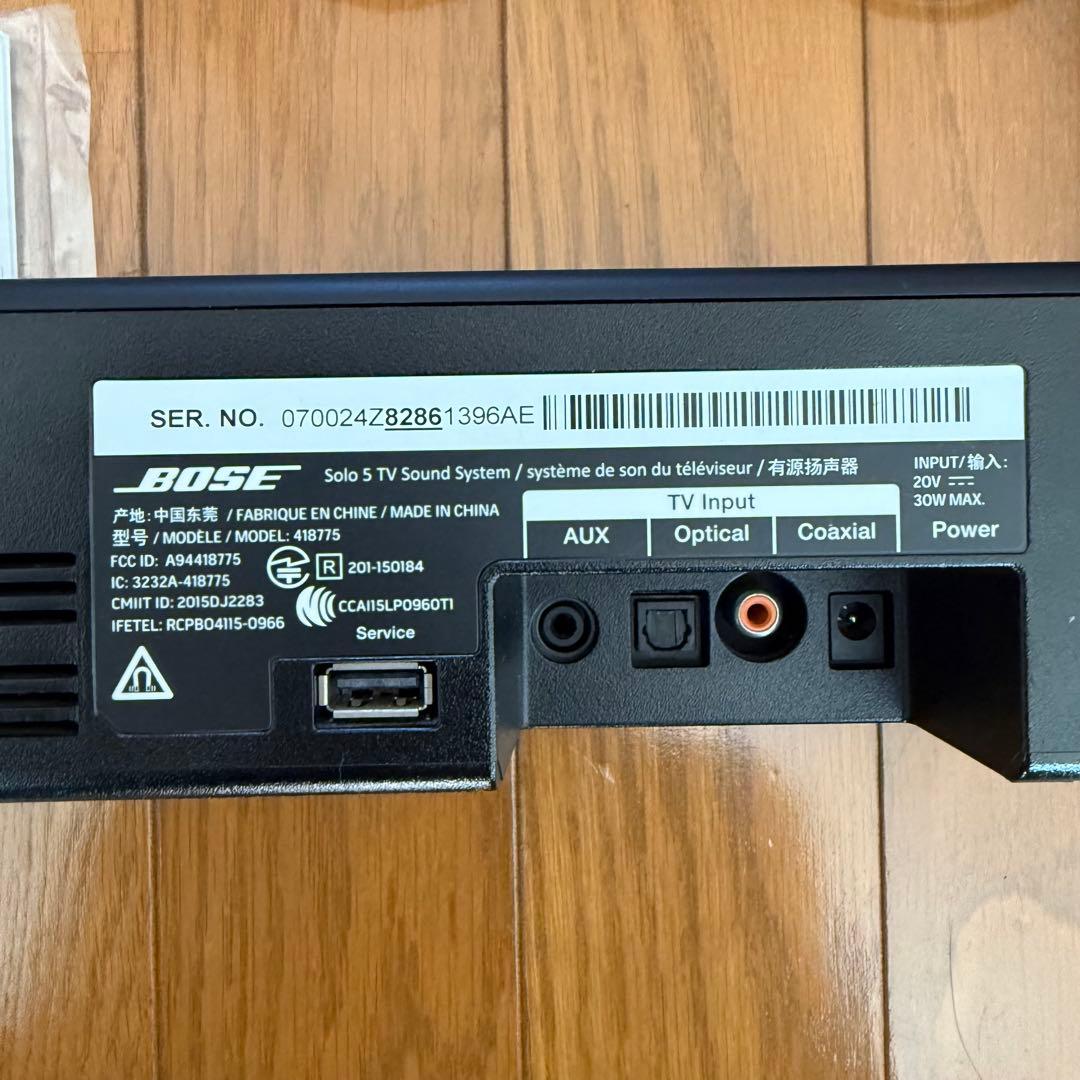 SER. NO. 070024Z82861396AE
BOSE Solo 5 TV Sound System / système de son du téléviseur / 有源扬声器
产地: 中国东莞 / FABRIQUE EN CHINE / MADE IN CHINA
型号 / MODÈLE / MODEL: 418775
FCC ID: A94418775
IC: 3232A-418775
CMIIT ID: 2015DJ2283
IFETEL: RCPBO4115-0966
R 201-150184
CCAI15LP0960T1
Service
TV Input
AUX Optical Coaxial
INPUT/输入:
20V
30W MAX.
Power